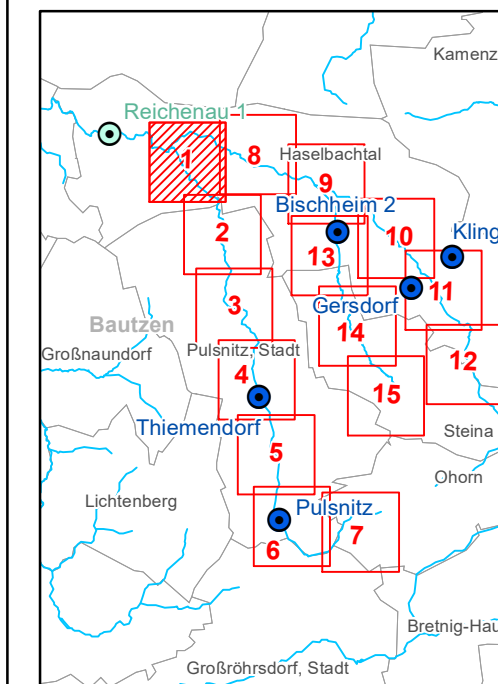 Kamenz
Reichenau 1
1
8
Haselbachtal
9
Bischheim 2
2
10
Kling
13
11
3
Gersdorf
Bautzen
14
Großnaundorf
Pulsnitz, Stadt
12
4
15
Thiemendorf
Steina
5
Ohorn
Lichtenberg
Pulsnitz
6
7
Bretnig-Hau
Großröhrsdorf, Stadt